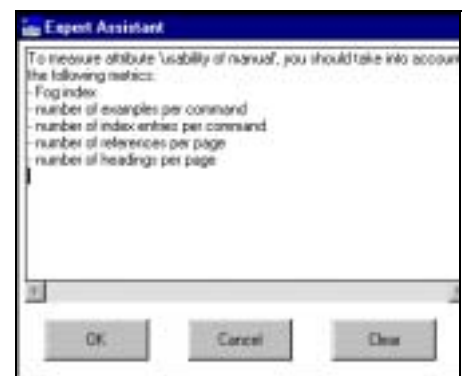 Expert Assistant
To measure attribute 'usability of manual', you should take into accoun
the following metrics:
- Fog index
- number of examples per command
- number of index entries per command
- number of references per page
- number of headings per page
OK Cancel Clear